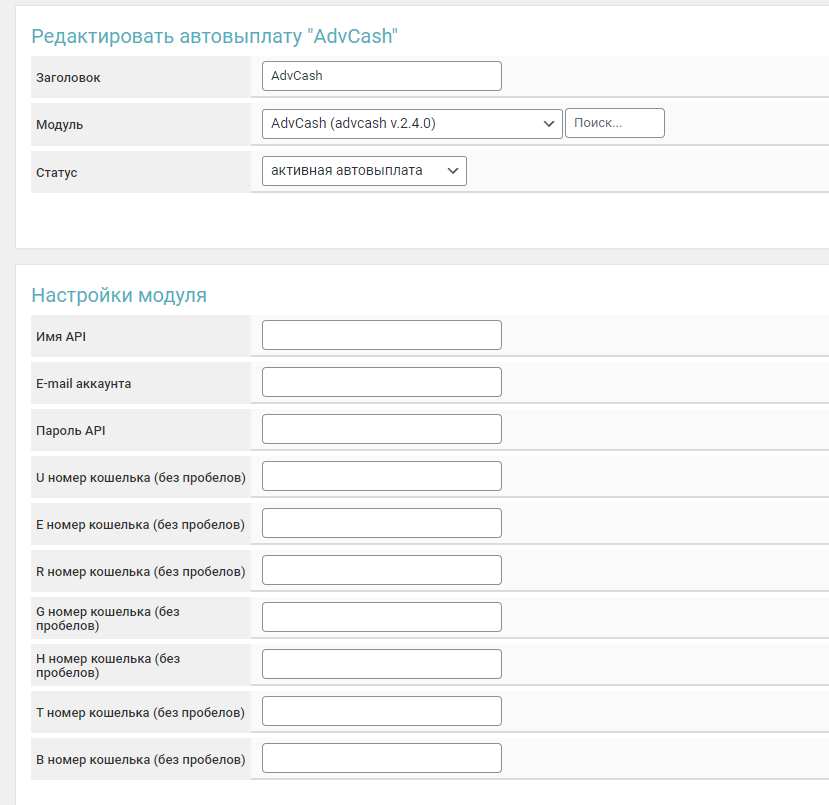 Редактировать автовыплату "AdvCash"
Заголовок
AdvCash
Модуль
AdvCash (advcash v.2.4.0)
Поиск...
Статус
активная автовыплата
Настройки модуля
Имя API
E-mail аккаунта
Пароль API
U номер кошелька (без пробелов)
E номер кошелька (без пробелов)
R номер кошелька (без пробелов)
G номер кошелька (без
пробелов)
H номер кошелька (без
пробелов)
T номер кошелька (без пробелов)
B номер кошелька (без пробелов)